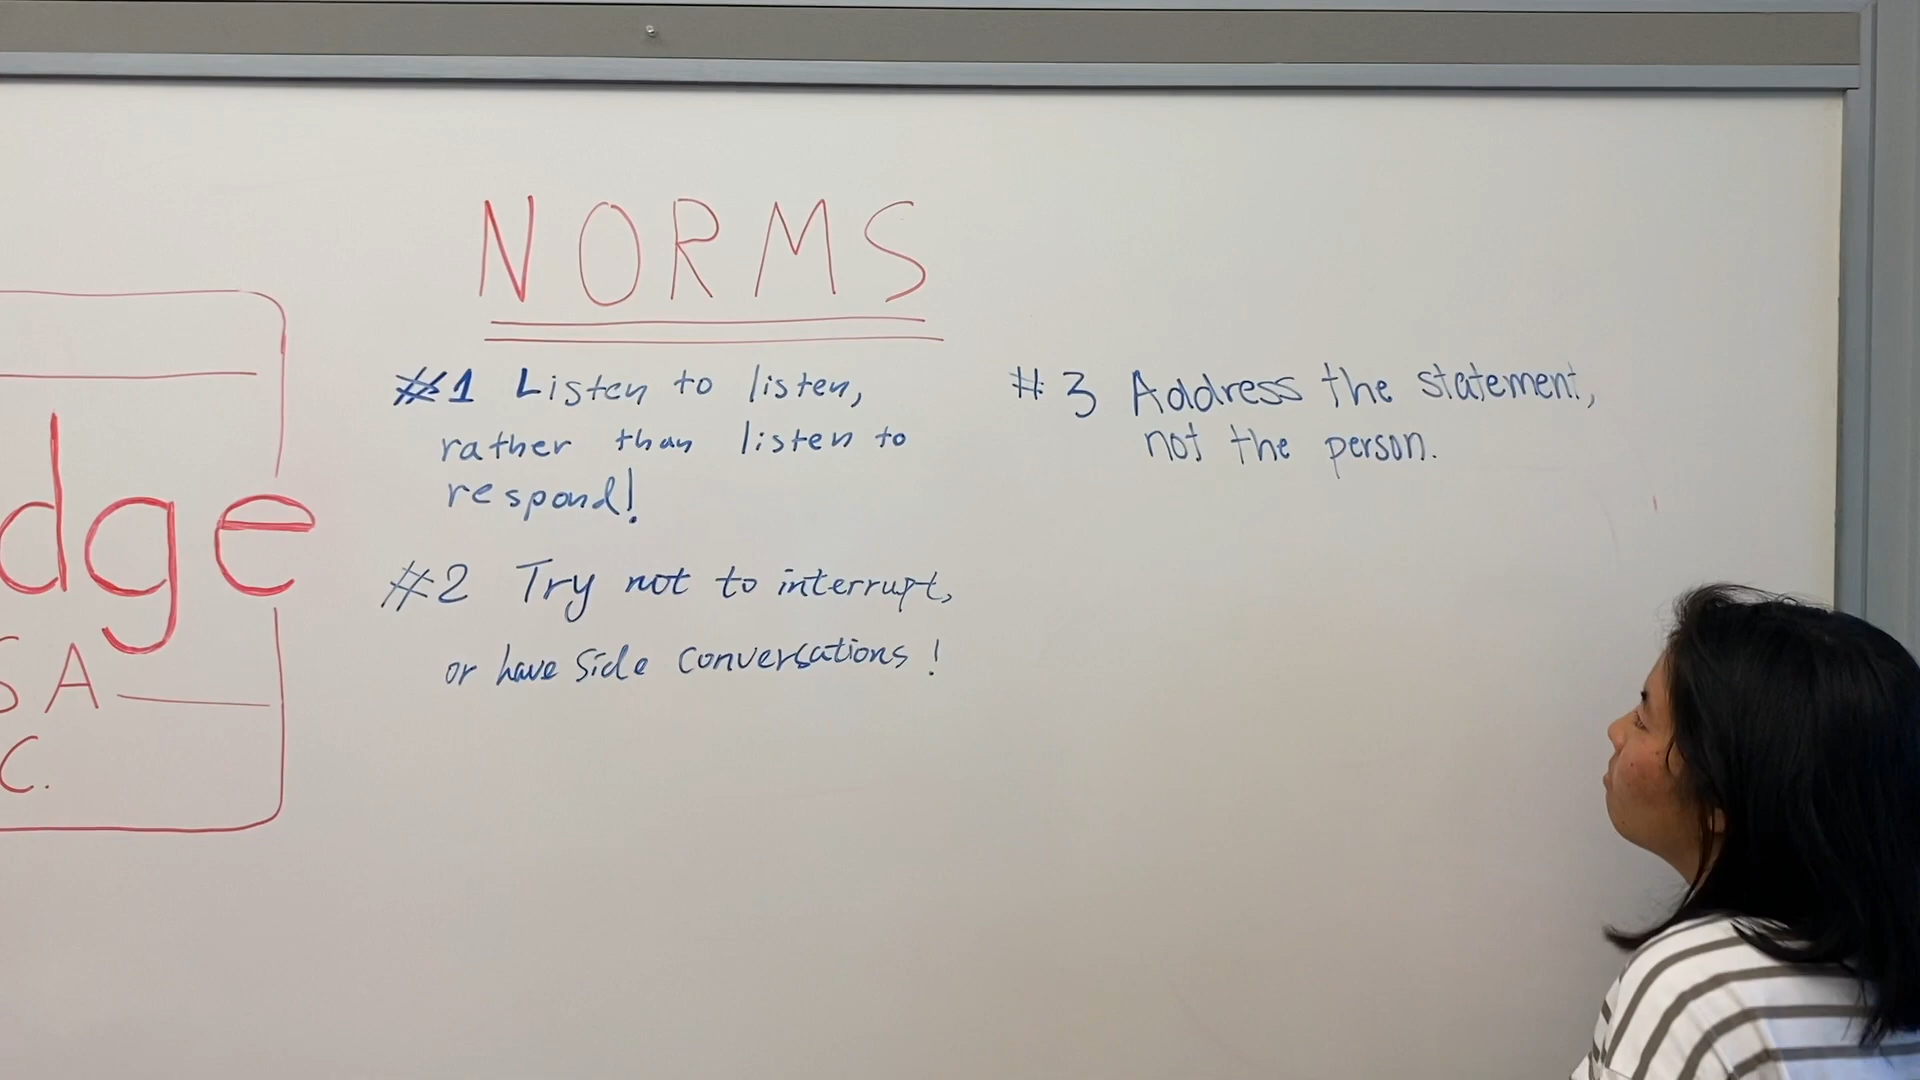 NORMS
#1 Listen to listen,
rather than listen to
respond!
#2 Try not to interrupt,
or have Side Conversations!
#3 Address the statement,
not the person.
dge
SA
C.